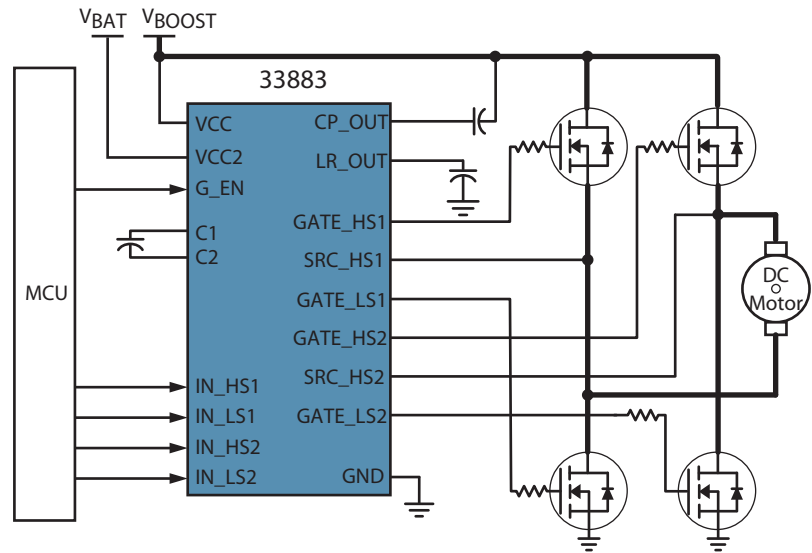 VBAT VBOOST
33883
VCC CP_OUT
VCC2 LR_OUT
G_EN
GATE_HS1
C1
SRC_HS1
C2
MCU
GATE_LS1
DC
Motor
GATE_HS2
SRC_HS2
IN_HS1
IN_LS1 GATE_LS2
IN_HS2
IN_LS2 GND